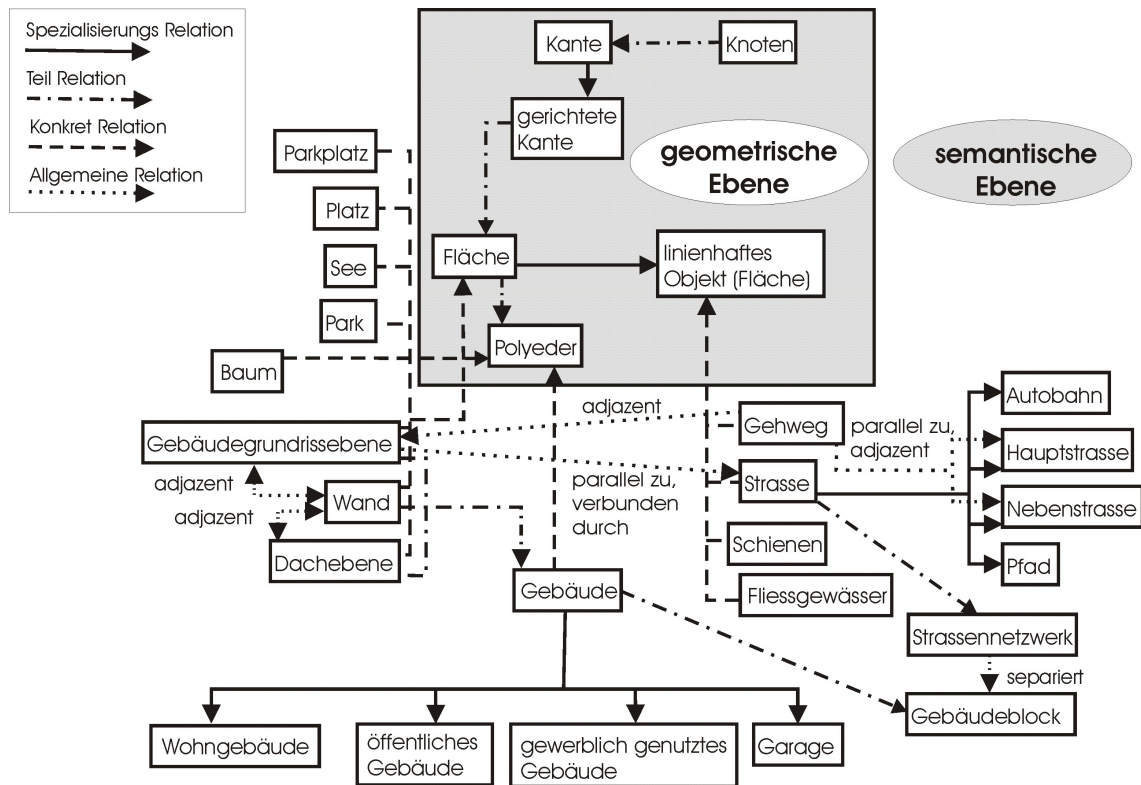 Spezialisierungs Relation
Teil Relation
Konkret Relation
Allgemeine Relation
Kante
Knoten
gerichtete
Kante
geometrische
Ebene
semantische
Ebene
Parkplatz
Platz
See
Park
Baum
Fläche
linienhaftes
Objekt (Fläche)
Polyeder
Gebäudegrundrissebene
adjazent
Gehweg
parallel zu,
adjazent
Autobahn
Hauptstrasse
Nebenstrasse
Pfad
adjazent
adjazent
Wand
Dachebene
parallel zu,
verbunden
durch
Strasse
Schienen
Fliessgewässer
Gebäude
Strassennetzwerk
separiert
Gebäudeblock
Wohngebäude
öffentliches
Gebäude
gewerblich genutztes
Gebäude
Garage